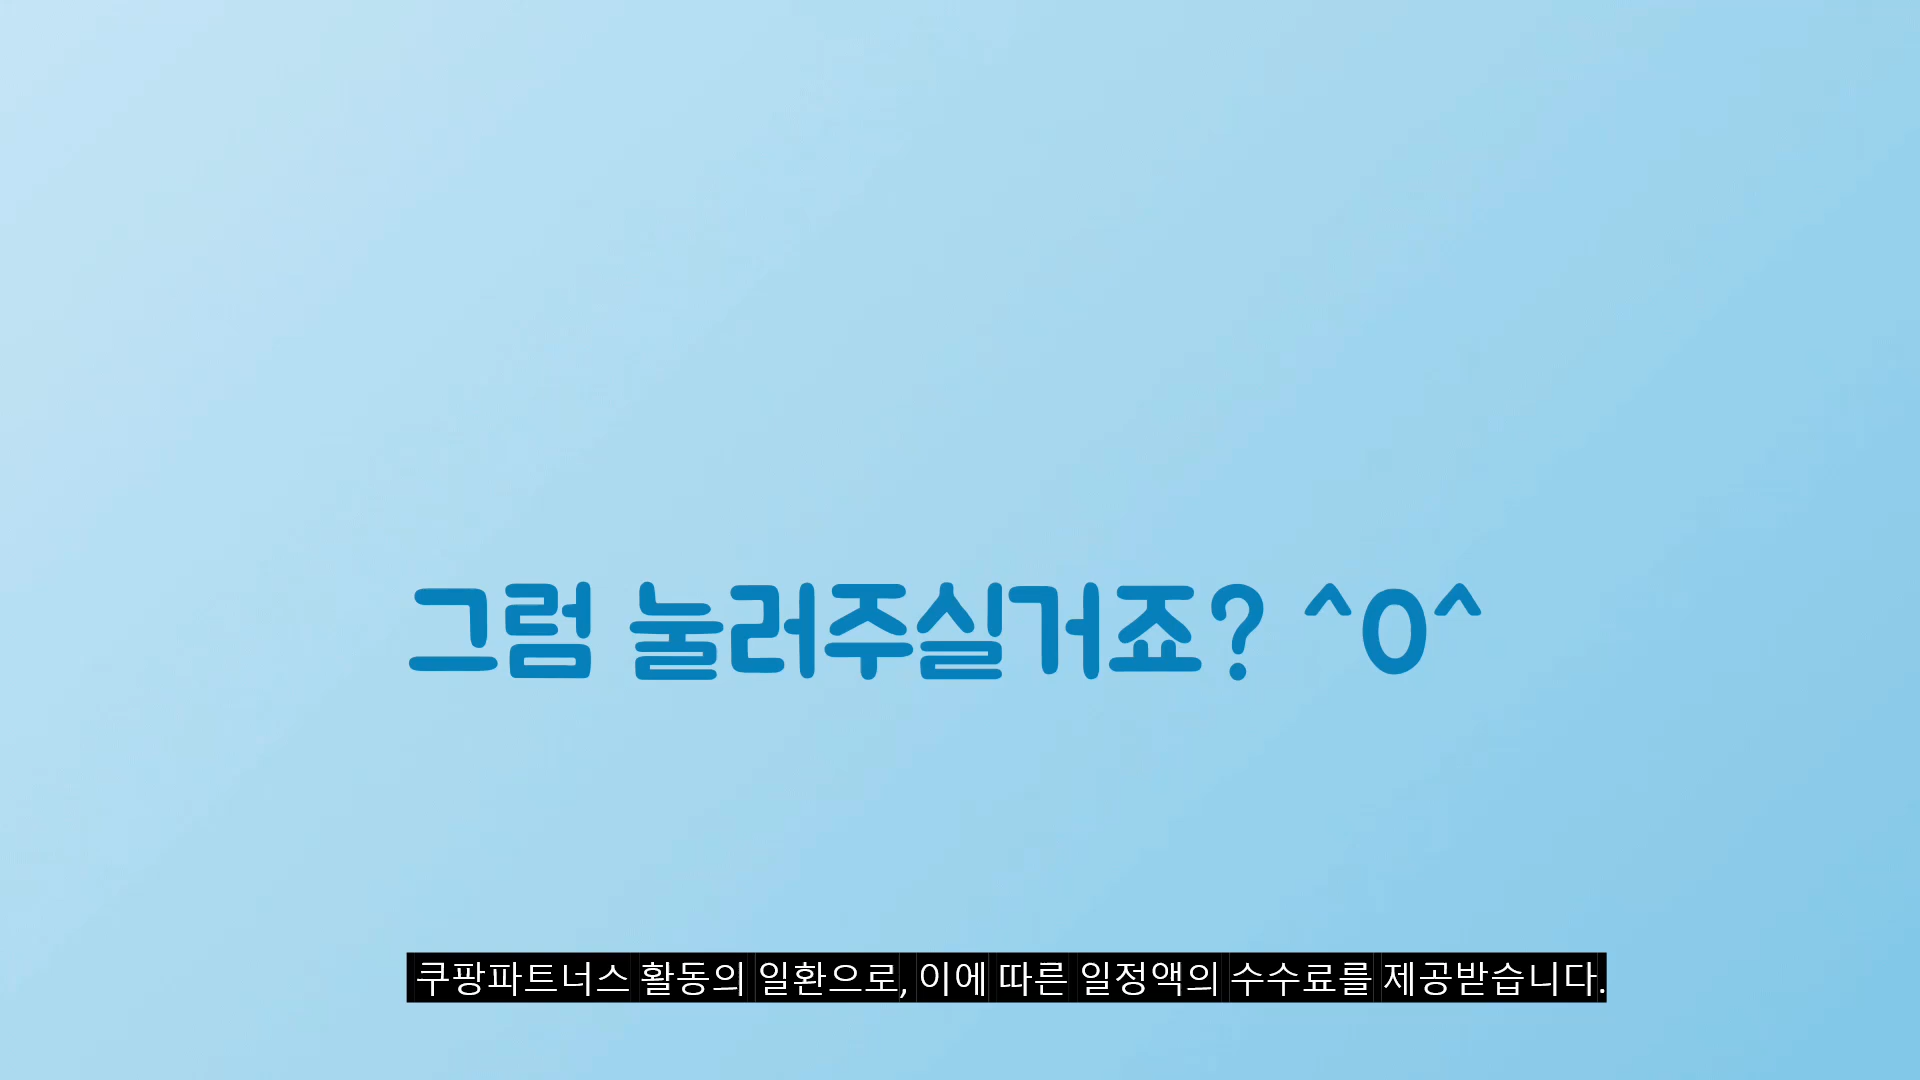 그럼 눌러주실거죠? ^0^
쿠팡파트너스 활동의 일환으로, 이에 따른 일정액의 수수료를 제공받습니다.